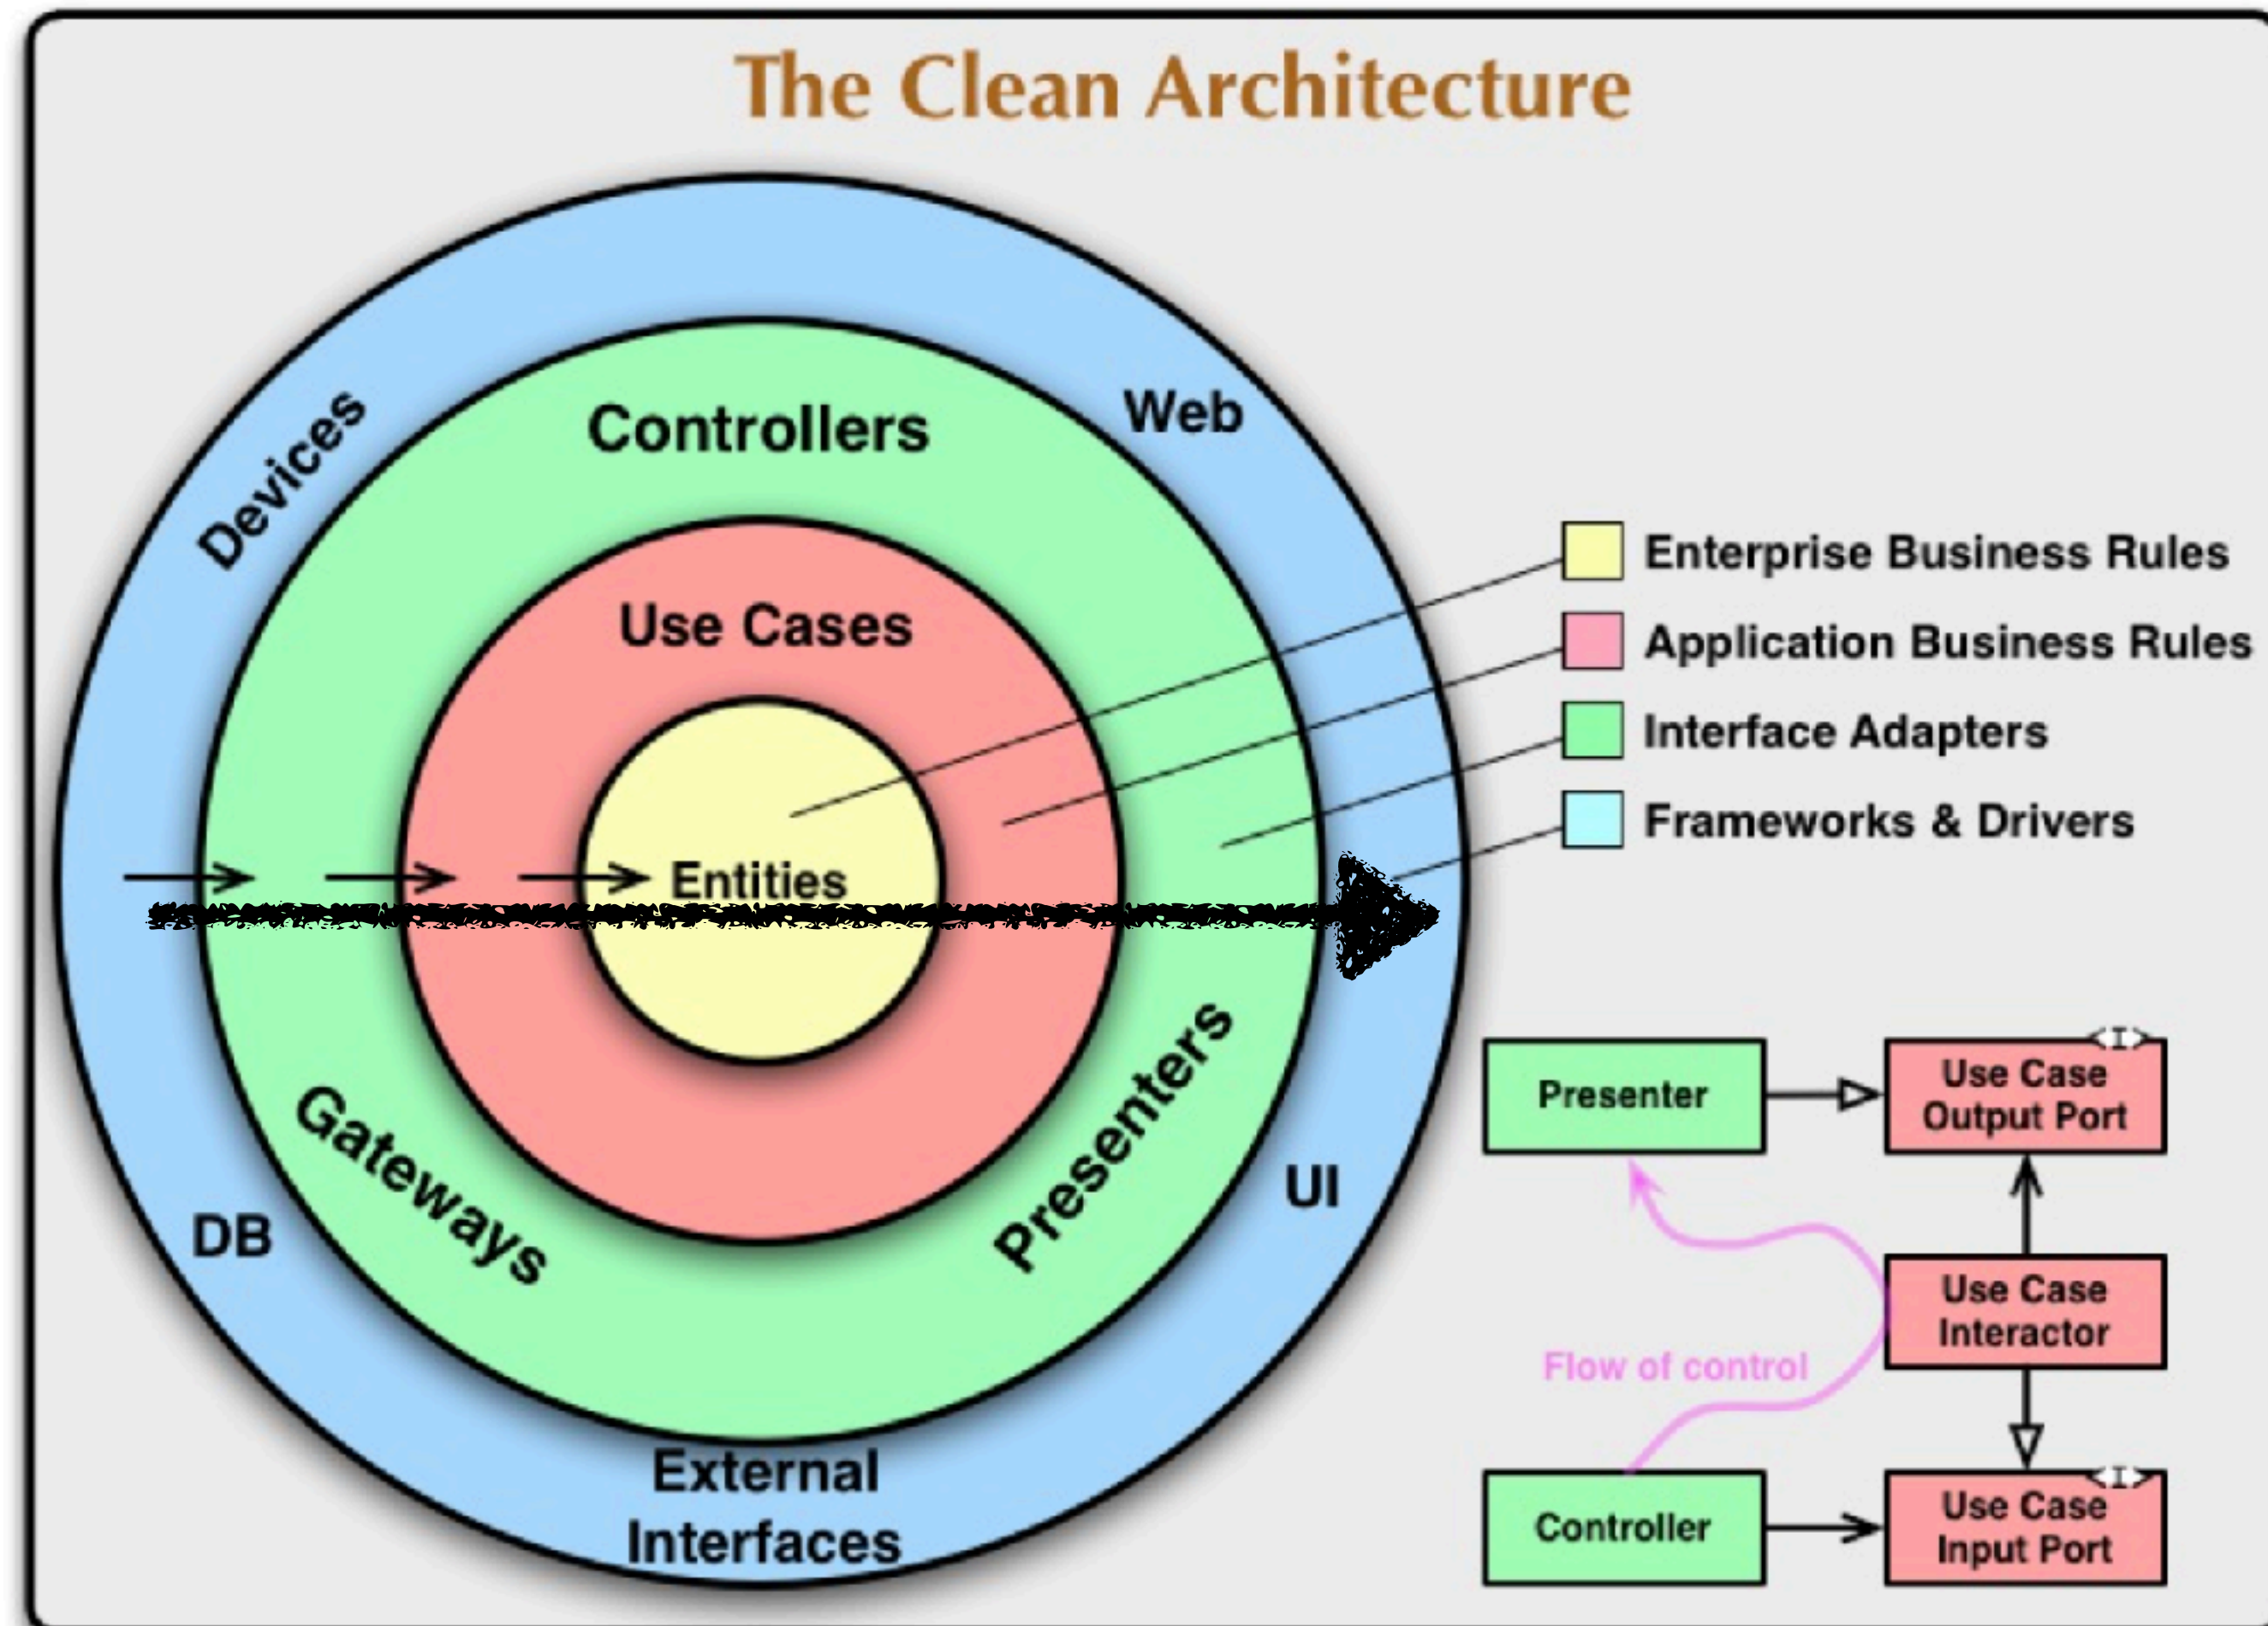 The Clean Architecture
Devices
Web
Controllers
Use Cases
Entities
Gateways
Presenters
DB
UI
External
Interfaces
Enterprise Business Rules
Application Business Rules
Interface Adapters
Frameworks & Drivers
Presenter
<I>
Use Case
Output Port
Use Case
Interactor
Flow of control
Controller
<I>
Use Case
Input Port